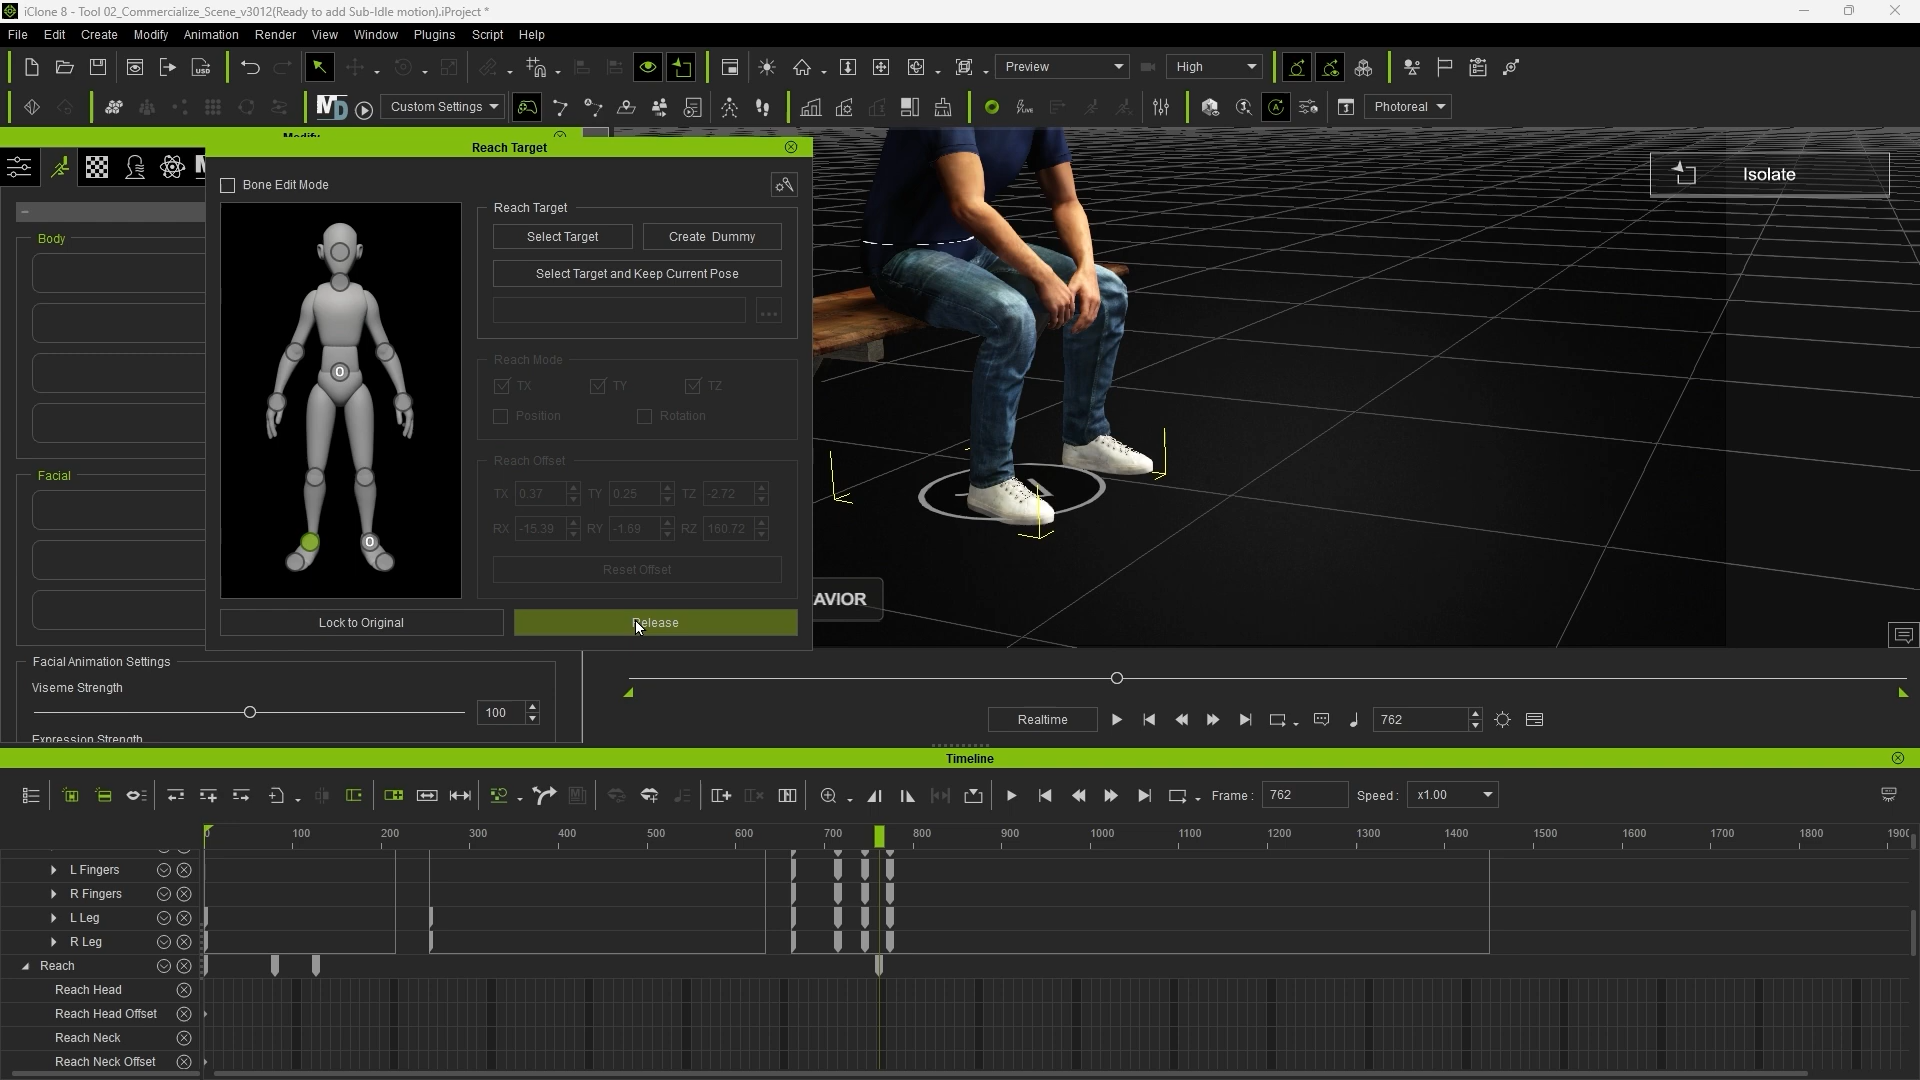 iClone 8 - Tool 02_Commercialize_Scene_v3012(Ready to add Sub-Idle motion).iProject *
File Edit Create Modify Animation Render View Window Plugins Script Help
Preview High
Custom Settings Photoreal
Modify
Reach Target
Isolate
Bone Edit Mode
Reach Target
Select Target Create Dummy
Select Target and Keep Current Pose
...
Reach Mode
TX TY TZ
Position Rotation
Reach Offset
TX 0.37 TY 0.25 TZ -2.72
RX -15.39 RY -1.69 RZ 160.72
Reset Offset
O
O
Lock to Original Release
Body
Facial
AVIOR
Facial Animation Settings
Viseme Strength
100
Expression Strength
Realtime 762
Timeline
Frame : 762 Speed : x1.00
0 100 200 300 400 500 600 700 800 900 1000 1100 1200 1300 1400 1500 1600 1700 1800 1900
L Fingers
R Fingers
L Leg
R Leg
Reach
Reach Head
Reach Head Offset
Reach Neck
Reach Neck Offset